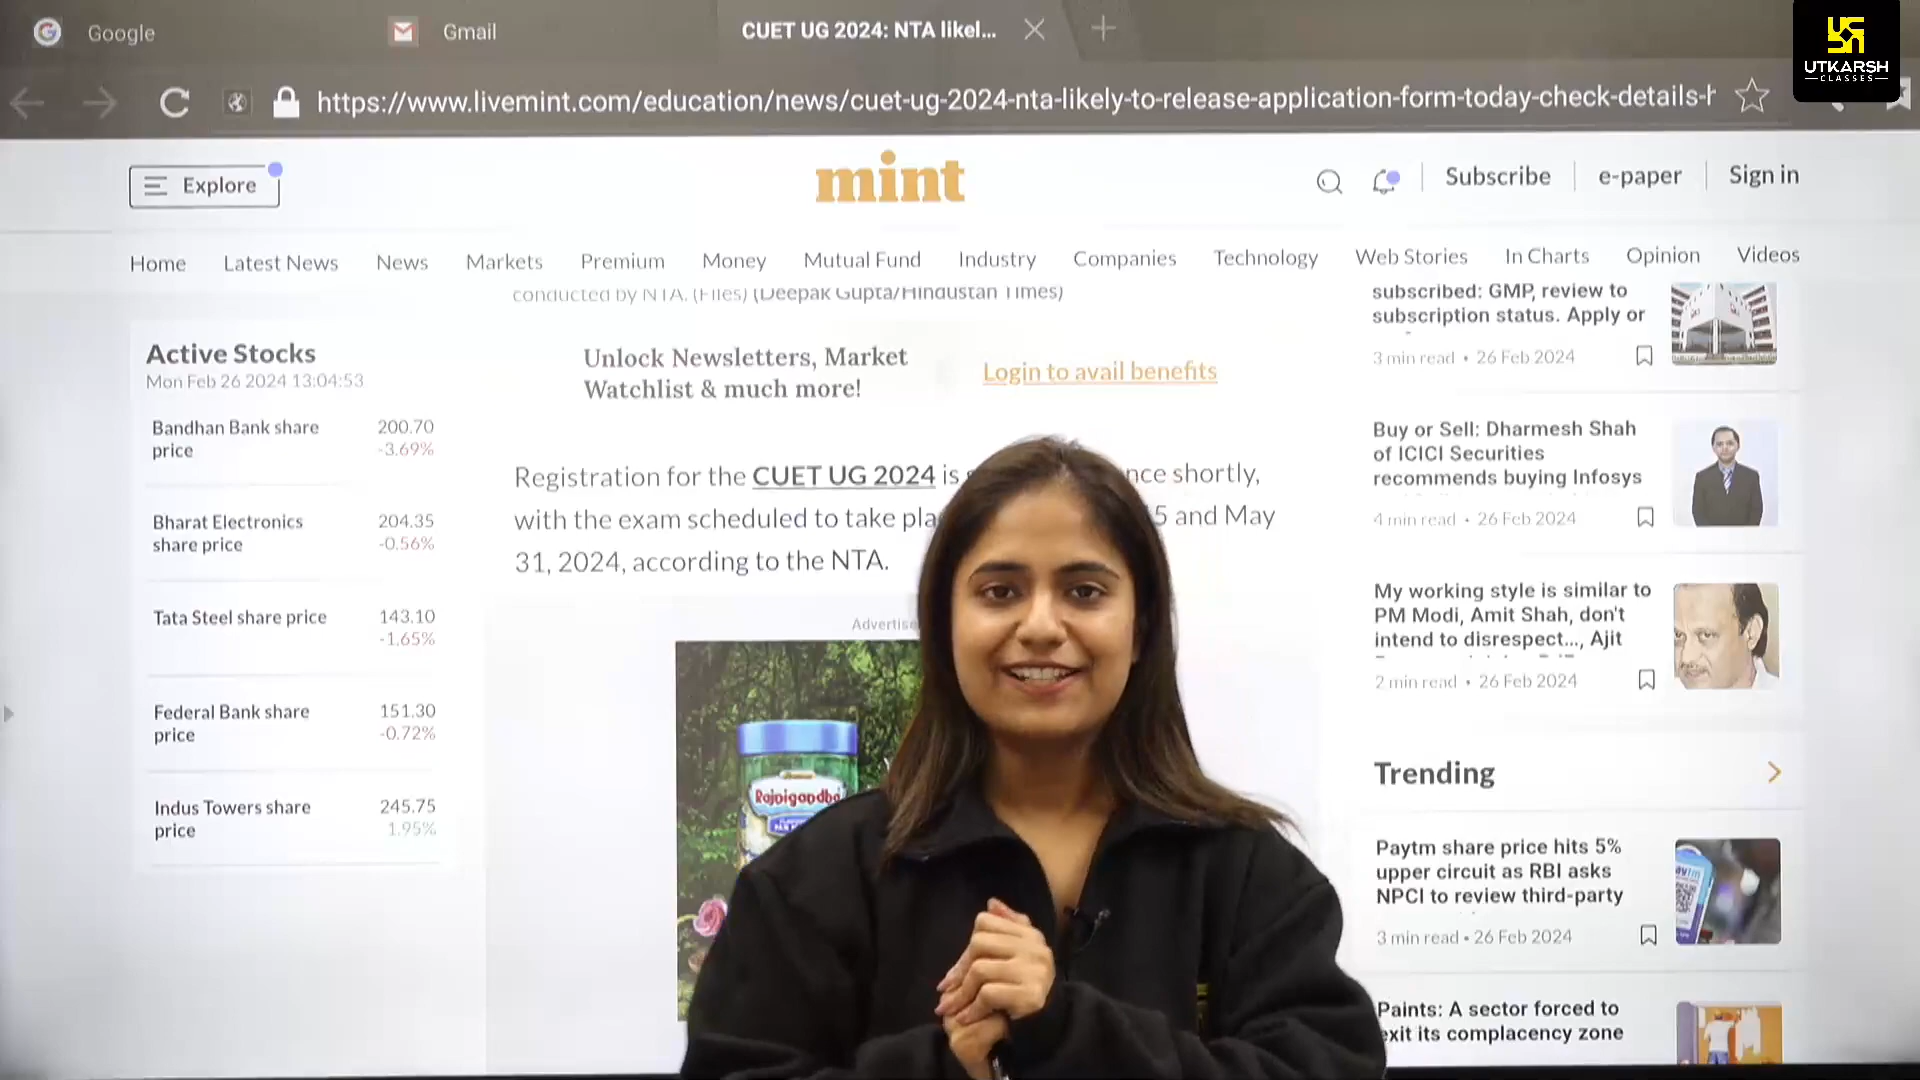 Google
Gmail
CUET UG 2024: NTA likel...
https://www.livemint.com/education/news/cuet-ug-2024-nta-likely-to-release-application-form-today-check-details-h
UTKARSH
CLASSES
Explore
mint
Subscribe
e-paper
Sign in
Home
Latest News
News
Markets
Premium
Money
Mutual Fund
Industry
Companies
Technology
Web Stories
In Charts
Opinion
Videos
conducted by NTA. (Files) (Deepak Gupta/Hindustan Times)
Active Stocks
Mon Feb 26 2024 13:04:53
Bandhan Bank share
price
200.70
-3.69%
Bharat Electronics
share price
204.35
-0.56%
Tata Steel share price
143.10
-1.65%
Federal Bank share
price
151.30
-0.72%
Indus Towers share
price
245.75
1.95%
Unlock Newsletters, Market
Watchlist & much more!
Login to avail benefits
Registration for the CUET UG 2024 is shortly,
with the exam scheduled to take 5 and May
31, 2024, according to the NTA.
Rajnigandha
subscribed: GMP, review to
subscription status. Apply or
3 min read • 26 Feb 2024
Buy or Sell: Dharmesh Shah
of ICICI Securities
recommends buying Infosys
4 min read • 26 Feb 2024
My working style is similar to
PM Modi, Amit Shah, don't
intend to disrespect..., Ajit
2 min read • 26 Feb 2024
Trending
Paytm share price hits 5%
upper circuit as RBI asks
NPCI to review third-party
3 min read • 26 Feb 2024
Paints: A sector forced to
exit its complacency zone